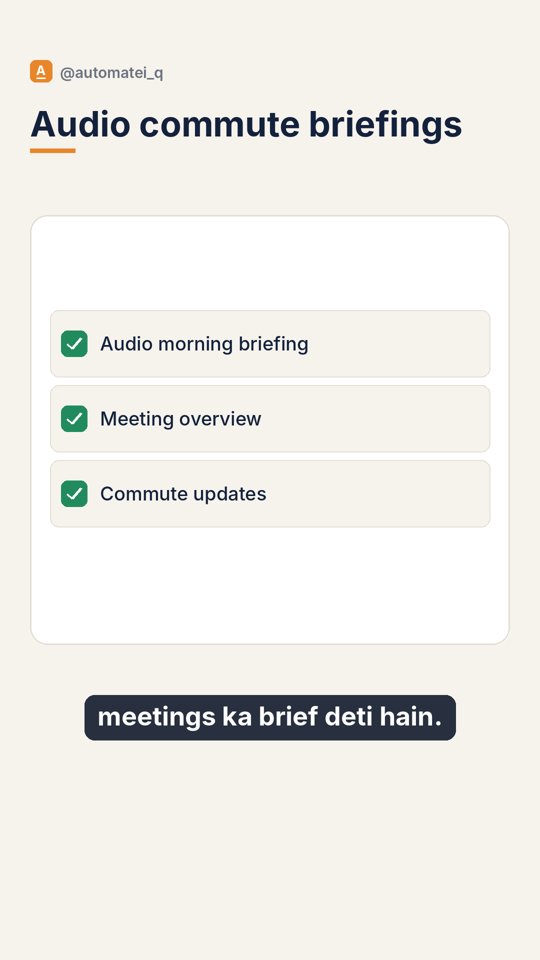 A
@automatei_q
Audio commute briefings
Audio morning briefing
Meeting overview
Commute updates
meetings ka brief deti hain.